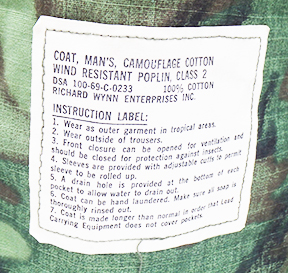 COAT, MAN'S, CAMOUFLAGE COTTON
WIND RESISTANT POPLIN, CLASS 2
DSA 100-69-C-0233 100% COTTON
RICHARD WYNN ENTERPRISES INC.
INSTRUCTION LABEL:
1. Wear as outer garment in tropical areas.
2. Wear outside of trousers.
3. Front closure can be opened for ventilation and
should be closed for protection against insects.
4. Sleeves are provided with adjustable cuffs to permit
sleeve to be rolled up.
5. A drain hole is provided at the bottom of each
pocket to allow water to drain out.
6. Coat can be hand laundered. Make sure all soap is
thoroughly rinsed out.
7. Coat is made longer than normal in order that Load
Carrying Equipment does not cover pockets.